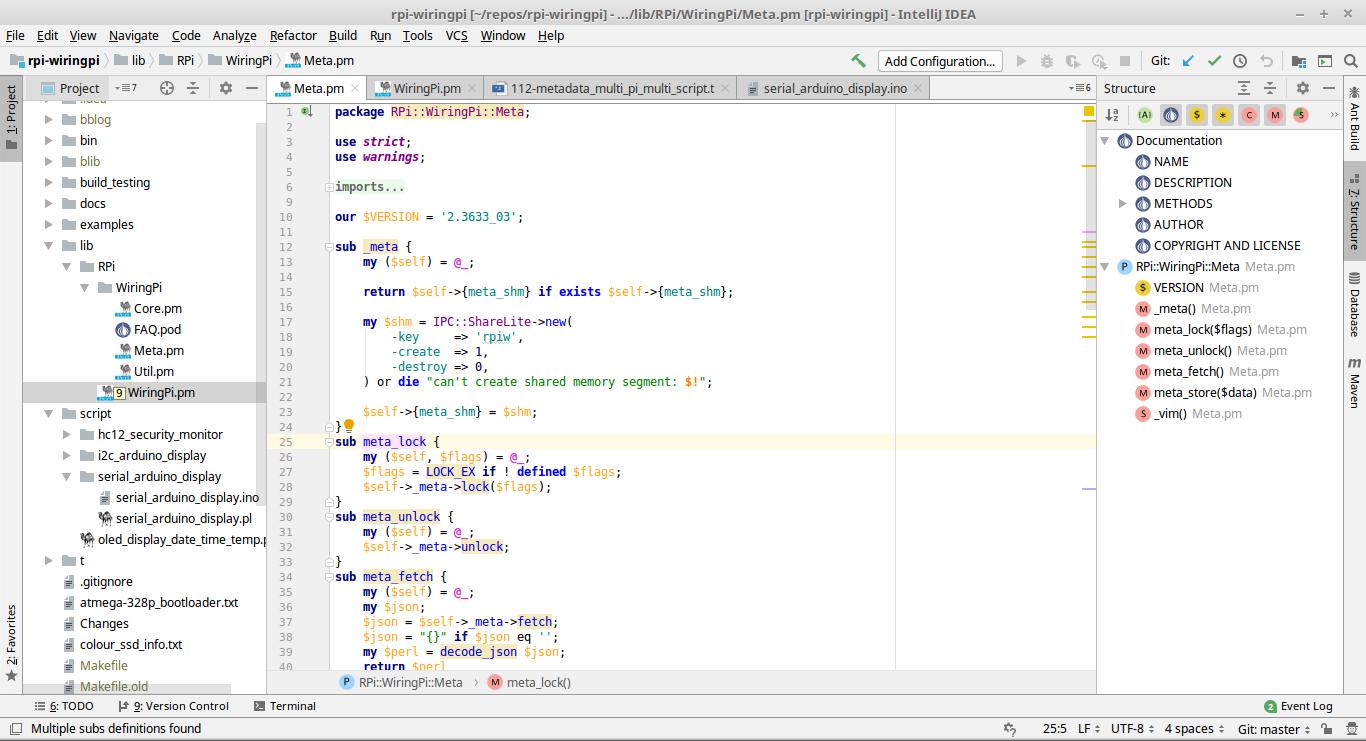 rpi-wiringpi [~/repos/rpi-wiringpi] - .../lib/RPi/WiringPi/Meta.pm [rpi-wiringpi] - IntelliJ IDEA
File Edit View Navigate Code Analyze Refactor Build Run Tools VCS Window Help
rpi-wiringpi lib RPi WiringPi Meta.pm Add Configuration... Git:
1: Project
2: Favorites
Project 7
bblog
bin
blib
build_testing
docs
examples
lib
RPi
WiringPi
Core.pm
FAQ.pod
Meta.pm
Util.pm
9 WiringPi.pm
script
hc12_security_monitor
i2c_arduino_display
serial_arduino_display
serial_arduino_display.ino
serial_arduino_display.pl
oled_display_date_time_temp.p
t
.gitignore
atmega-328p_bootloader.txt
Changes
colour_ssd_info.txt
Makefile
Makefile.old
Meta.pm WiringPi.pm 112-metadata_multi_pi_multi_script.t serial_arduino_display.ino 6
1 package RPi::WiringPi::Meta;
2
3 use strict;
4 use warnings;
5
6 imports...
9
10 our $VERSION = '2.3633_03';
11
12 sub _meta {
13 my ($self) = @_;
14
15 return $self->{meta_shm} if exists $self->{meta_shm};
16
17 my $shm = IPC::ShareLite->new(
18 -key => 'rpiw',
19 -create => 1,
20 -destroy => 0,
21 ) or die "can't create shared memory segment: $!";
22
23 $self->{meta_shm} = $shm;
24 }
25 sub meta_lock {
26 my ($self, $flags) = @_;
27 $flags = LOCK_EX if ! defined $flags;
28 $self->_meta->lock($flags);
29 }
30 sub meta_unlock {
31 my ($self) = @_;
32 $self->_meta->unlock;
33 }
34 sub meta_fetch {
35 my ($self) = @_;
36 my $json;
37 $json = $self->_meta->fetch;
38 $json = "{}" if $json eq '';
39 my $perl = decode_json $json;
40 return $perl
P RPi::WiringPi::Meta M meta_lock()
Structure
(A) $ * C M S
Documentation
NAME
DESCRIPTION
METHODS
AUTHOR
COPYRIGHT AND LICENSE
P RPi::WiringPi::Meta Meta.pm
$ VERSION Meta.pm
M _meta() Meta.pm
M meta_lock($flags) Meta.pm
M meta_unlock() Meta.pm
M meta_fetch() Meta.pm
M meta_store($data) Meta.pm
S _vim() Meta.pm
Ant Build
7: Structure
Database
m Maven
6: TODO 9: Version Control Terminal 2 Event Log
Multiple subs definitions found 25:5 LF UTF-8 4 spaces Git: master